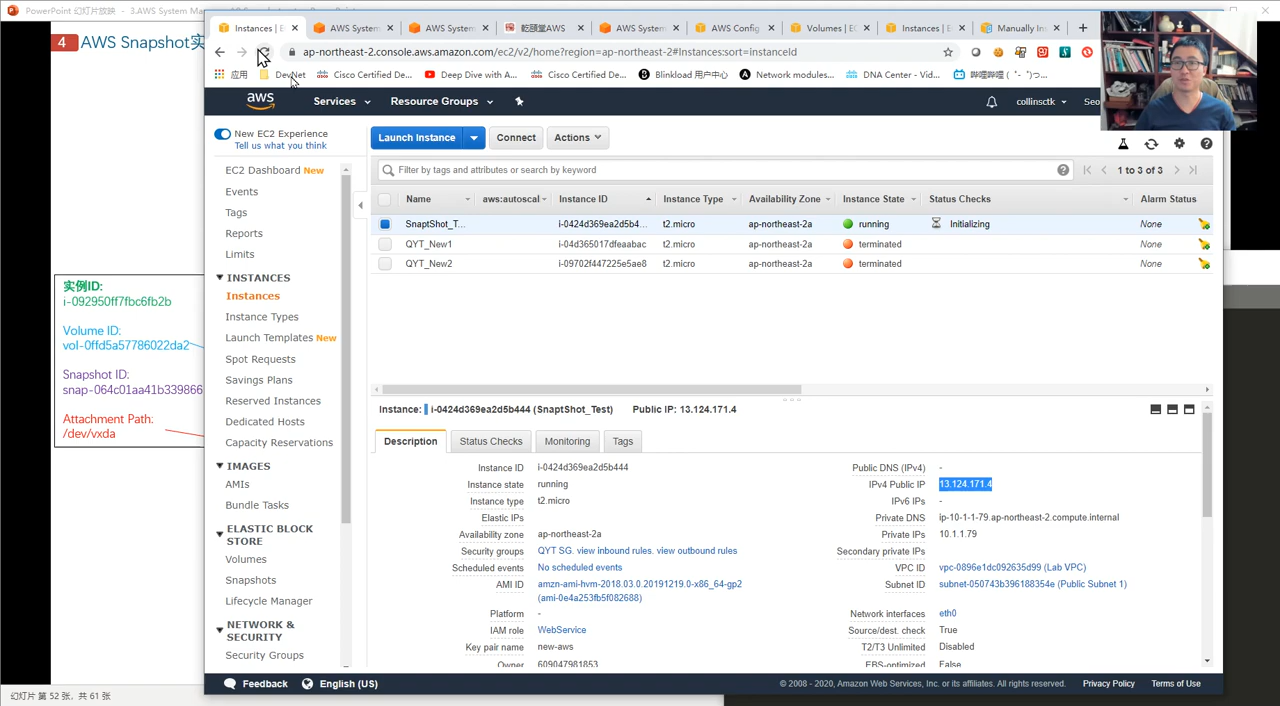 PowerPoint 幻灯片放映 - 3.AWS System Ma
4 AWS Snapshot实
实例ID:
i-092950ff7fbc6fb2b
Volume ID:
vol-0ffd5a57786022da2
Snapshot ID:
snap-064c01aa41b339866
Attachment Path:
/dev/vxda
幻灯片 第 52 张，共 61 张
Instances | E
AWS System
AWS Syst
乾颐堂AWS
AWS System
AWS Config
Volumes | E
Instances | E
Manually In
ap-northeast-2.console.aws.
/v2/home?region=ap-northeast-2#Instances:sort=instanceId
应用
DevNet
Cisco Certified De...
Deep Dive with A...
Cisco Certified De...
Blinkload 用户中心
Network modules...
DNA Center - Vide...
哔哩哔哩 (゜-゜)つ...
aws
Services
Resource Groups
collinsctk
Seo
New EC2 Experience
Tell us what you think
EC2 Dashboard New
Events
Tags
Reports
Limits
INSTANCES
Instances
Instance Types
Launch Templates New
Spot Requests
Savings Plans
Reserved Instances
Dedicated Hosts
Capacity Reservations
IMAGES
AMIs
Bundle Tasks
ELASTIC BLOCK
STORE
Volumes
Snapshots
Lifecycle Manager
NETWORK &
SECURITY
Security Groups
Launch Instance
Connect
Actions
Filter by tags and attributes or search by keyword
1 to 3 of 3
Name aws:autoscal Instance ID Instance Type Availability Zone Instance State Status Checks Alarm Status
SnaptShot_T... i-0424d369ea2d5b4... t2.micro ap-northeast-2a running Initializing None
QYT_New1 i-04d365017dfeaabac t2.micro ap-northeast-2a terminated None
QYT_New2 i-09702f447225e5ae8 t2.micro ap-northeast-2a terminated None
Instance: i-0424d369ea2d5b444 (SnaptShot_Test) Public IP: 13.124.171.4
Description
Status Checks
Monitoring
Tags
Instance ID i-0424d369ea2d5b444
Instance state running
Instance type t2.micro
Elastic IPs
Availability zone ap-northeast-2a
Security groups QYT SG. view inbound rules. view outbound rules
Scheduled events No scheduled events
AMI ID amzn-ami-hvm-2018.03.0.20191219.0-x86_64-gp2
(ami-0e4a253fb5f082688)
Platform -
IAM role WebService
Key pair name new-aws
Owner 609047981853
Public DNS (IPv4) -
IPv4 Public IP 13.124.171.4
IPv6 IPs -
Private DNS ip-10-1-1-79.ap-northeast-2.compute.internal
Private IPs 10.1.1.79
Secondary private IPs
VPC ID vpc-0896e1dc092635d99 (Lab VPC)
Subnet ID subnet-050743b396188354e (Public Subnet 1)
Network interfaces eth0
Source/dest. check True
T2/T3 Unlimited Disabled
EBS-optimized False
Feedback
English (US)
© 2008 - 2020, Amazon Web Services, Inc. or its affiliates. All rights reserved.
Privacy Policy
Terms of Use